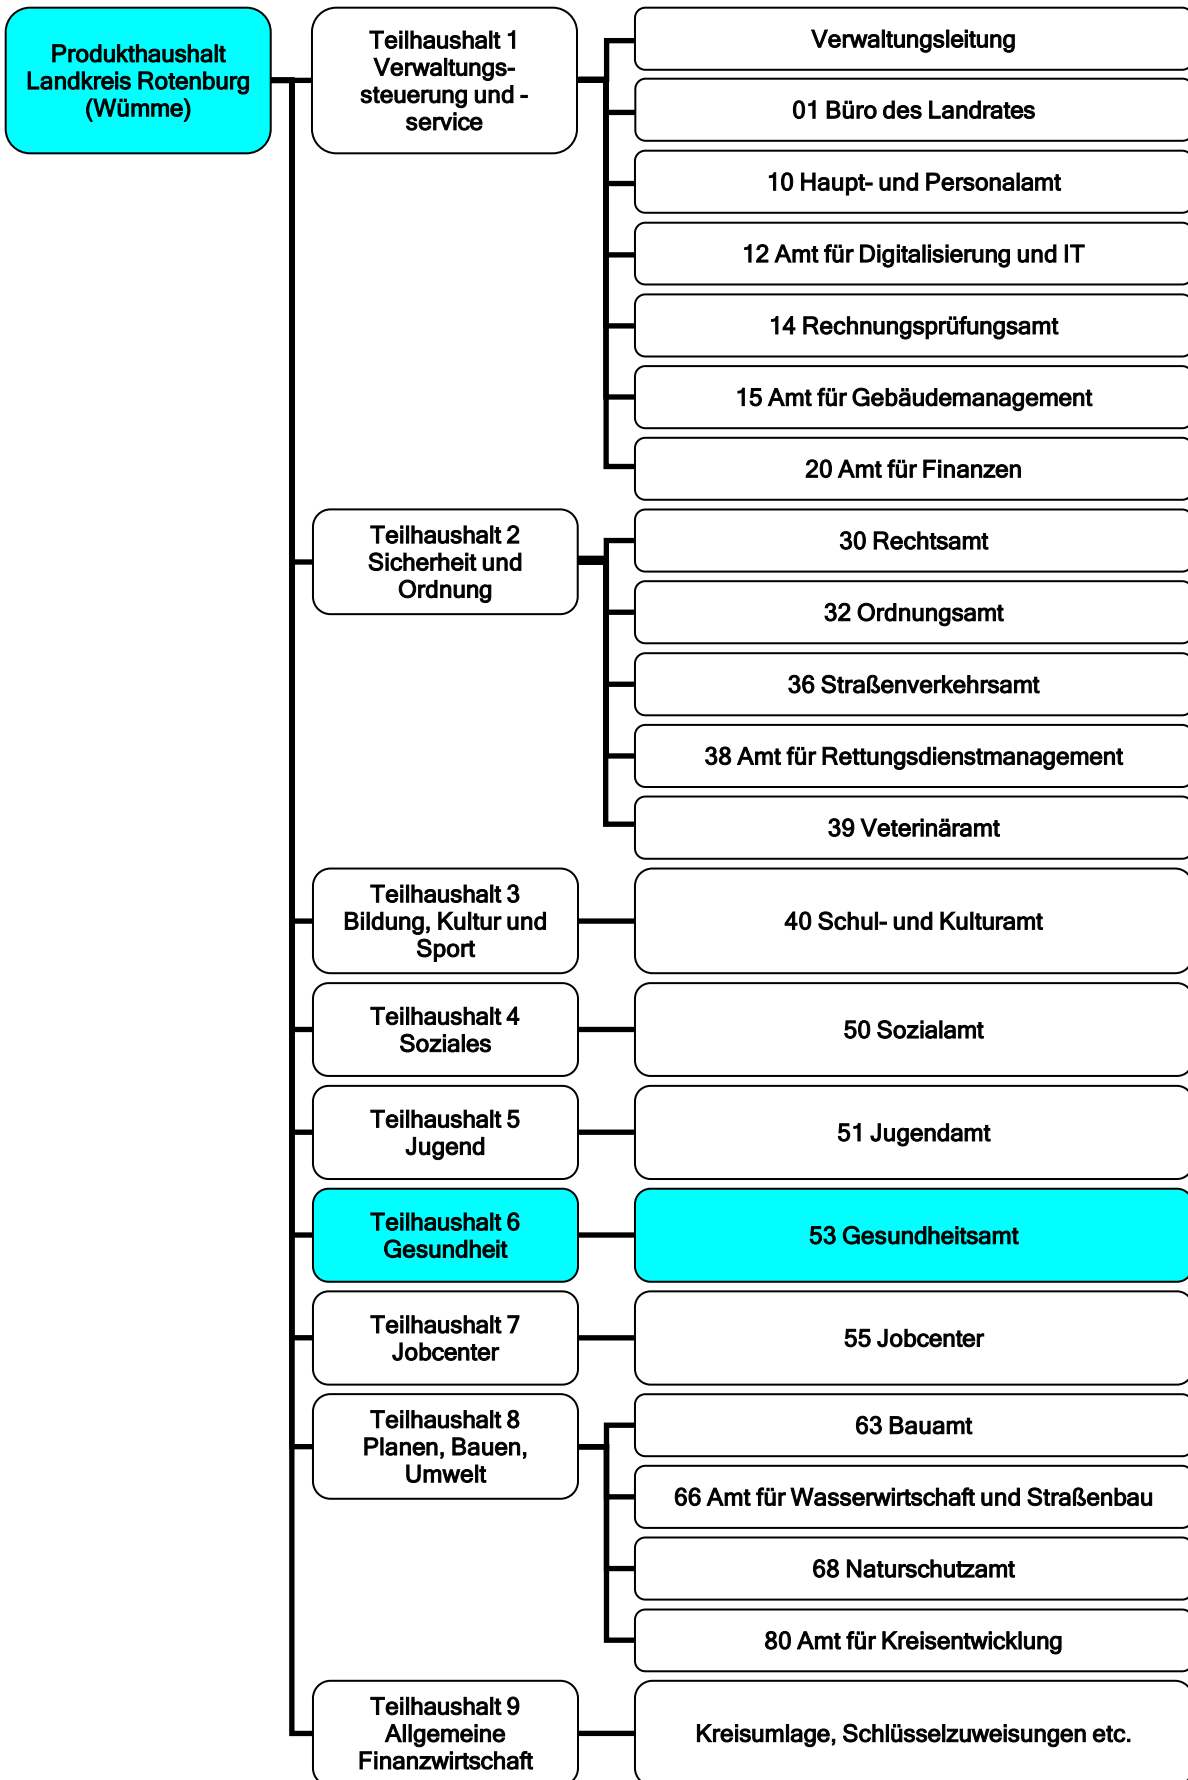 Produkthaushalt
Landkreis Rotenburg
(Wümme)
Teilhaushalt 1
Verwaltungs-
steuerung und -
service
Verwaltungsleitung
01 Büro des Landrates
10 Haupt- und Personalamt
12 Amt für Digitalisierung und IT
14 Rechnungsprüfungsamt
15 Amt für Gebäudemanagement
20 Amt für Finanzen
Teilhaushalt 2
Sicherheit und
Ordnung
30 Rechtsamt
32 Ordnungsamt
36 Straßenverkehrsamt
38 Amt für Rettungsdienstmanagement
39 Veterinäramt
Teilhaushalt 3
Bildung, Kultur und
Sport
40 Schul- und Kulturamt
Teilhaushalt 4
Soziales
50 Sozialamt
Teilhaushalt 5
Jugend
51 Jugendamt
Teilhaushalt 6
Gesundheit
53 Gesundheitsamt
Teilhaushalt 7
Jobcenter
55 Jobcenter
Teilhaushalt 8
Planen, Bauen,
Umwelt
63 Bauamt
66 Amt für Wasserwirtschaft und Straßenbau
68 Naturschutzamt
80 Amt für Kreisentwicklung
Teilhaushalt 9
Allgemeine
Finanzwirtschaft
Kreisumlage, Schlüsselzuweisungen etc.